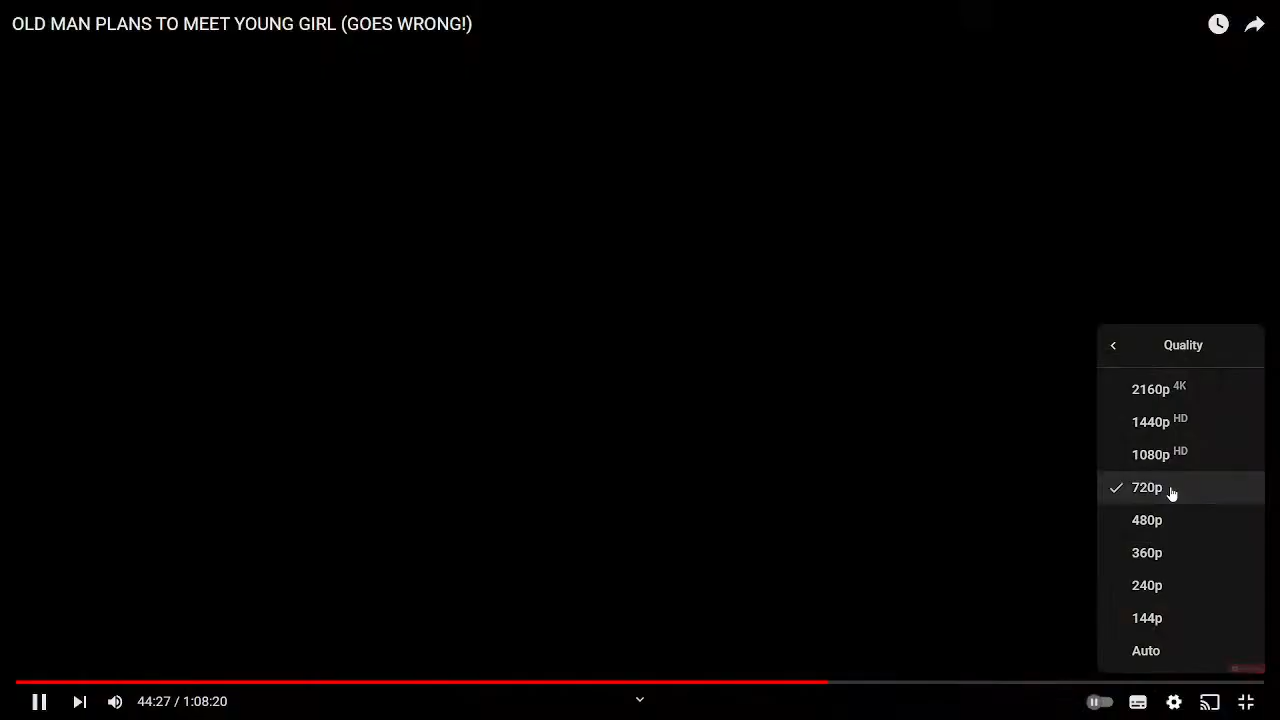 OLD MAN PLANS TO MEET YOUNG GIRL (GOES WRONG!)
Quality
2160p 4K
1440p HD
1080p HD
720p
480p
360p
240p
144p
Auto
44:27 / 1:08:20